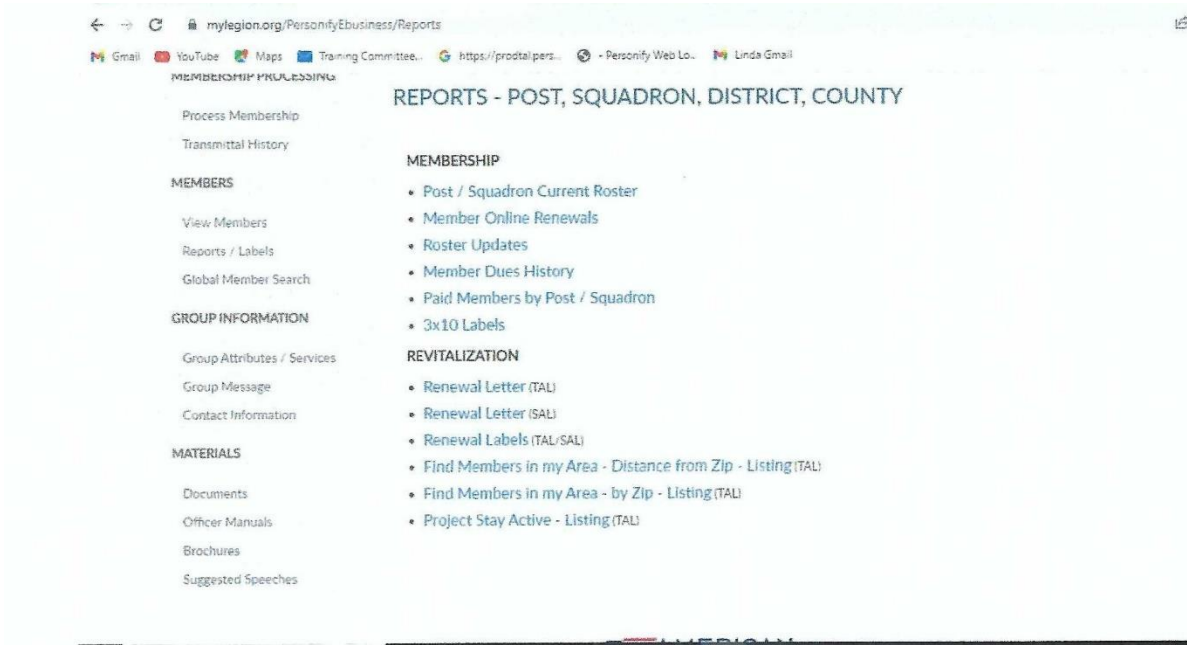 mylegion.org/PersonifyEbusiness/Reports
Gmail YouTube Maps Training Committee... https://prodtal.pers... - Personify Web Lo... Linda Gmail
MEMBERSHIP PROCESSING
Process Membership
Transmittal History
MEMBERS
View Members
Reports / Labels
Global Member Search
GROUP INFORMATION
Group Attributes / Services
Group Message
Contact Information
MATERIALS
Documents
Officer Manuals
Brochures
Suggested Speeches
REPORTS - POST, SQUADRON, DISTRICT, COUNTY
MEMBERSHIP
• Post / Squadron Current Roster
• Member Online Renewals
• Roster Updates
• Member Dues History
• Paid Members by Post / Squadron
• 3x10 Labels
REVITALIZATION
• Renewal Letter (TAL)
• Renewal Letter (SAL)
• Renewal Labels (TAL/SAL)
• Find Members in my Area - Distance from Zip - Listing (TAL)
• Find Members in my Area - by Zip - Listing (TAL)
• Project Stay Active - Listing (TAL)
AMERICAN